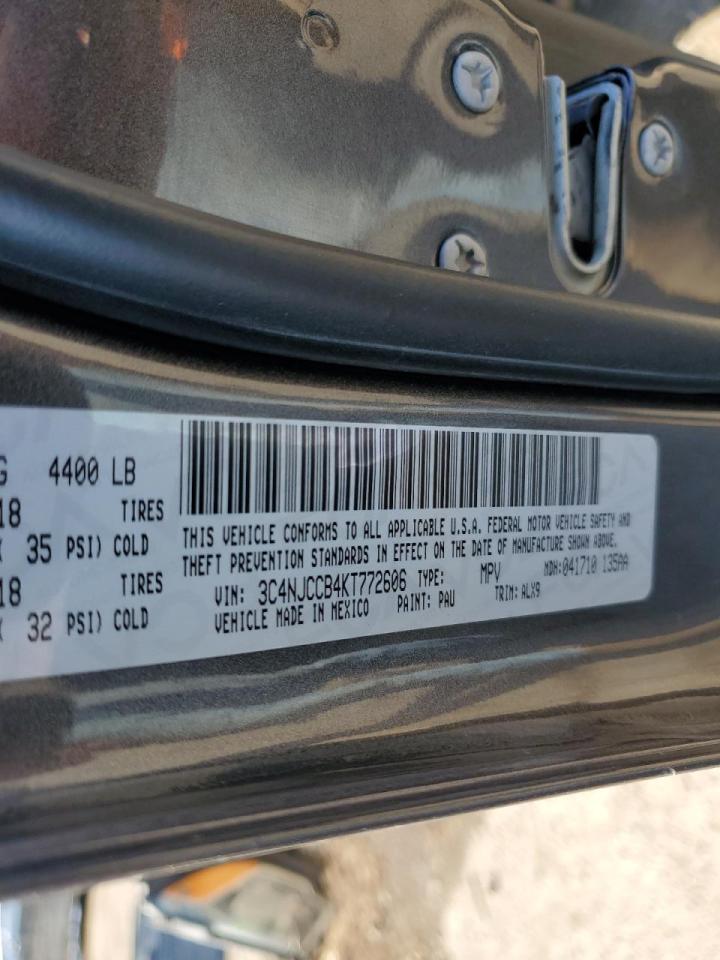 G 4400 LB
18 TIRES
35 PSI) COLD
18 TIRES
32 PSI) COLD
THIS VEHICLE CONFORMS TO ALL APPLICABLE U.S.A. FEDERAL MOTOR VEHICLE SAFETY AND
THEFT PREVENTION STANDARDS IN EFFECT ON THE DATE OF MANUFACTURE SHOWN ABOVE.
VIN: 3C4NJCCB4KT772606 TYPE: MPV MDH:041710 135AA
VEHICLE MADE IN MEXICO PAINT: PAU TRIM: ALX9